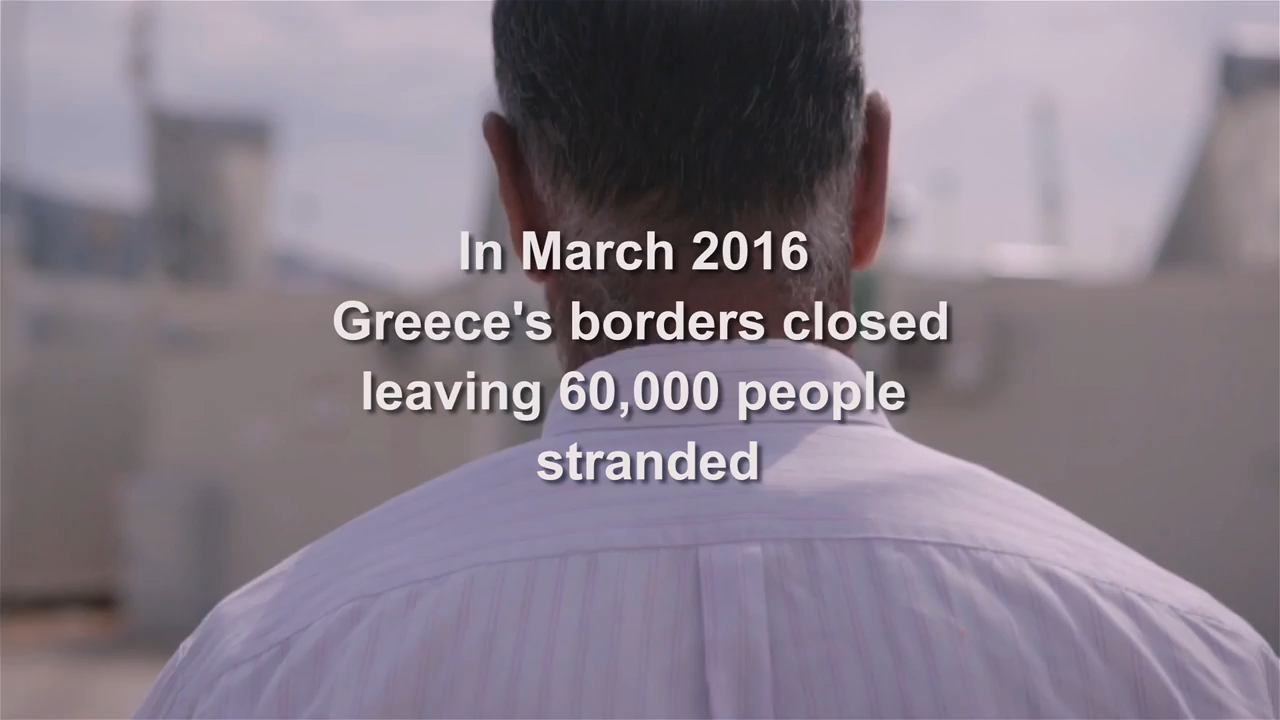 In March 2016
Greece's borders closed
leaving 60,000 people
stranded